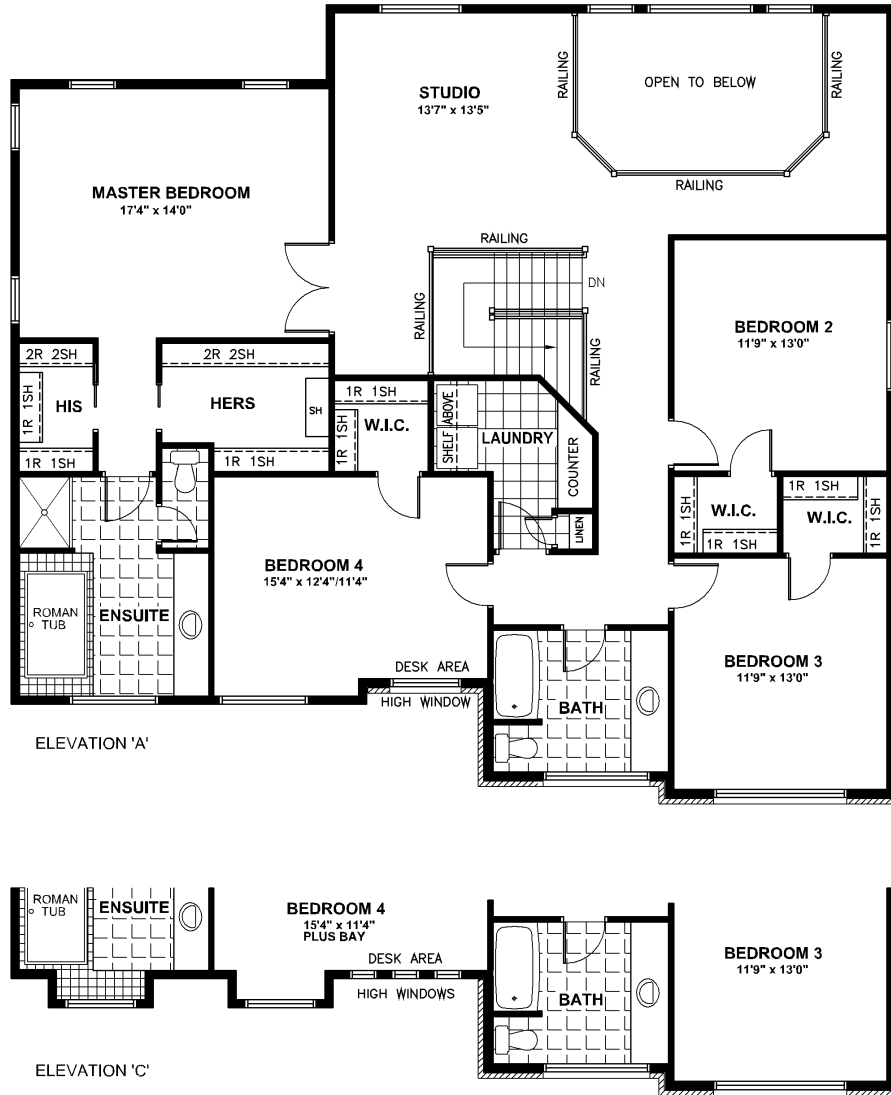 RAILING
STUDIO
13'7" x 13'5"
OPEN TO BELOW
RAILING
RAILING
MASTER BEDROOM
17'4" x 14'0"
RAILING
DN
RAILING
RAILING
BEDROOM 2
11'9" x 13'0"
2R 2SH
1R 1SH
HIS
1R 1SH
2R 2SH
HERS
SH
1R 1SH
1R 1SH
1R 1SH
W.I.C.
SHELF ABOVE
LAUNDRY
COUNTER
LINEN
1R 1SH
W.I.C.
1R 1SH
1R 1SH
W.I.C.
1R 1SH
BEDROOM 4
15'4" x 12'4"/11'4"
ROMAN
TUB
ENSUITE
DESK AREA
HIGH WINDOW
BATH
BEDROOM 3
11'9" x 13'0"
ELEVATION 'A'
ROMAN
TUB
ENSUITE
BEDROOM 4
15'4" x 11'4"
PLUS BAY
DESK AREA
HIGH WINDOWS
BATH
BEDROOM 3
11'9" x 13'0"
ELEVATION 'C'